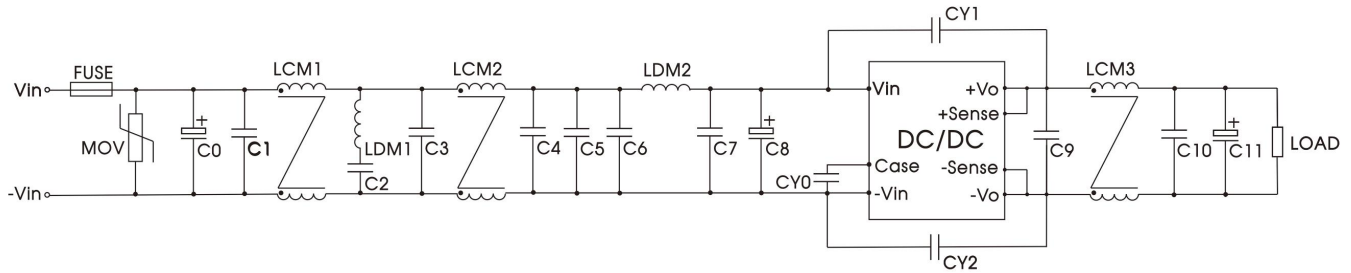 CY1
FUSE
LCM1
LCM2
LDM2
LCM3
Vin
Vin
+Vo
+Sense
DC/DC
MOV
C0
C1
LDM1
C2
C3
C4
C5
C6
C7
C8
C9
C10
C11
LOAD
Case
-Sense
CY0
-Vin
-Vin
-Vo
CY2